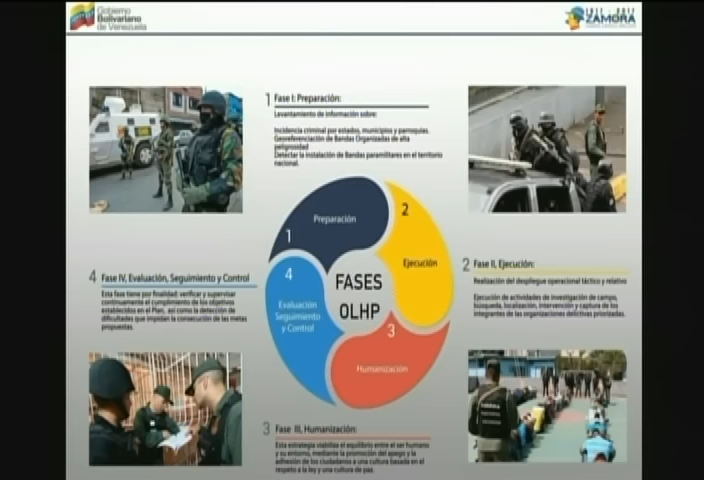 Gobierno
Bolivariano
de Venezuela
1817 - 2017
ZAMORA
1 Fase I: Preparación:
Levantamiento de información sobre:
Incidencia criminal por estados, municipios y parroquias.
Georeferenciación de Bandas Organizadas de alta
peligrosidad
Detectar la instalación de Bandas paramilitares en el territorio
nacional.
Preparación
1
2
Ejecución
4
Evaluación
Seguimiento
y Control
FASES
OLHP
3
Humanización
2 Fase II, Ejecución:
Realización del despliegue operacional táctico y relativo
Ejecución de actividades de investigación de campo,
búsqueda, localización, intervención y captura de los
integrantes de las organizaciones delictivas priorizadas.
4 Fase IV, Evaluación, Seguimiento y Control
Esta fase tiene por finalidad: verificar y supervisar
continuamente el cumplimiento de los objetivos
establecidos en el Plan, así como la detección de
dificultades que impidan la consecución de las metas
propuestas.
3 Fase III, Humanización:
Esta estrategia viabiliza el equilibrio entre el ser humano
y su entorno, mediante la promoción del apego y la
adhesión de los ciudadanos a una cultura basada en el
respeto a la ley y una cultura de paz.